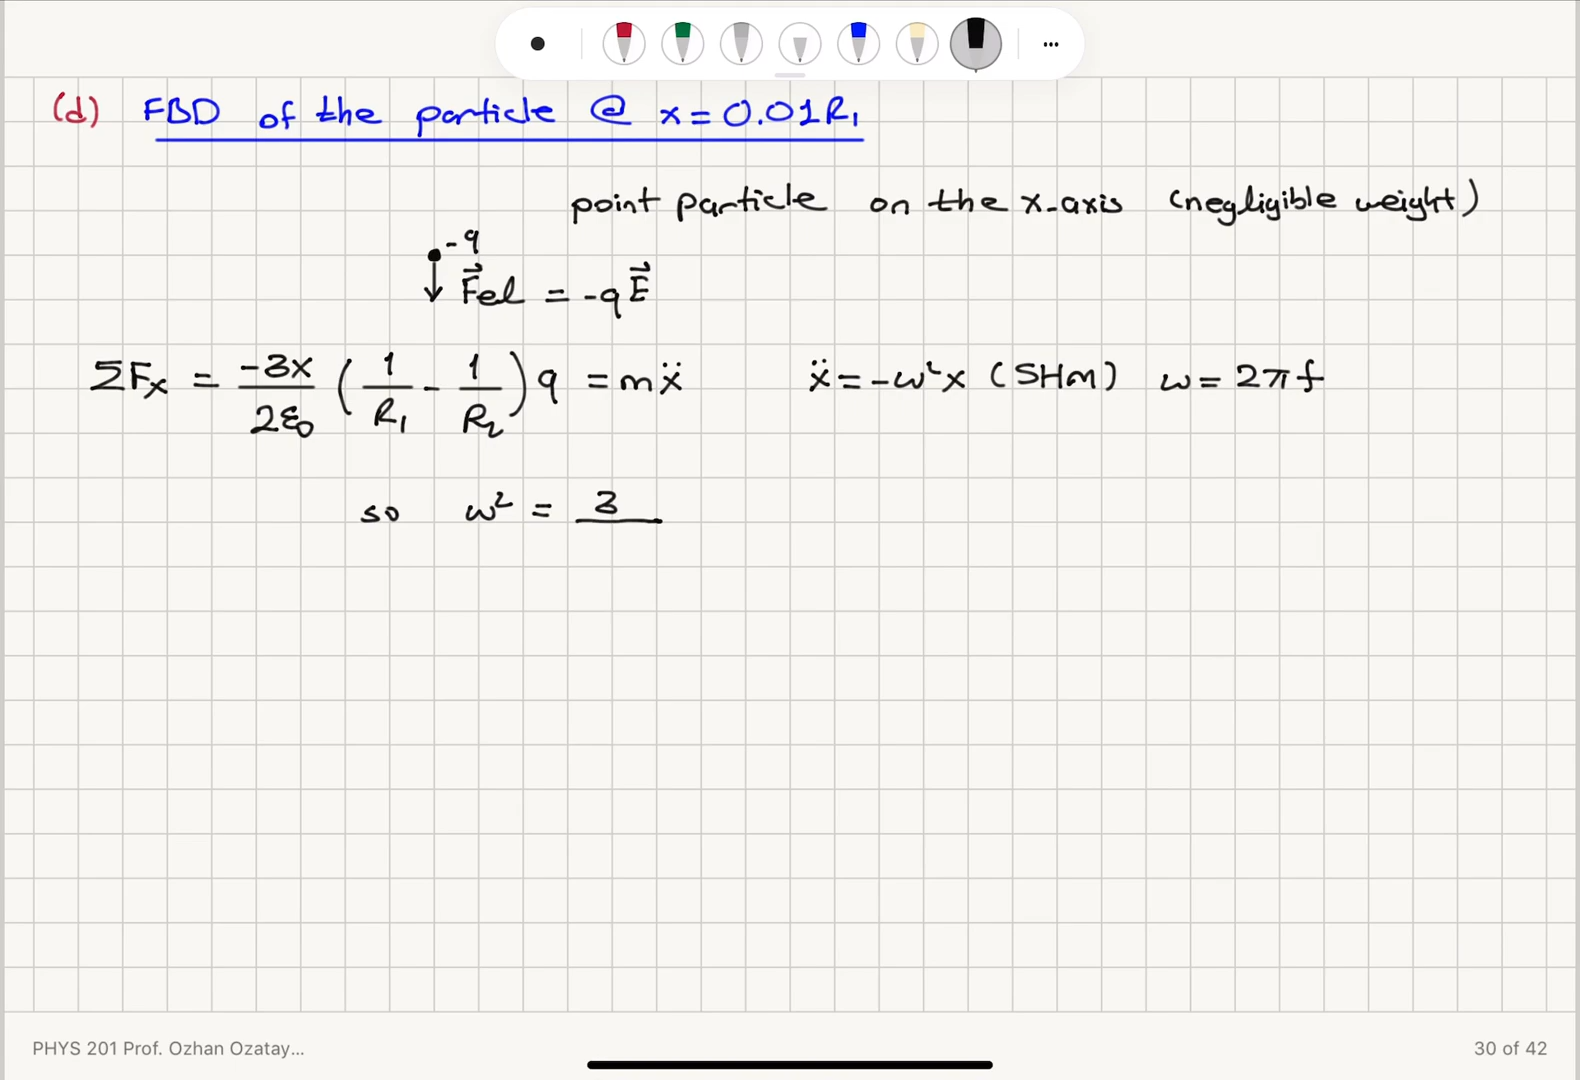 (d) FBD of the particle @ x=0.01R₁
point particle on the x-axis (negligible weight)
-q
F⃗el = -qE⃗
ΣFx = -3x/2ε₀ (1/R₁ - 1/R₂) q = mẍ ẍ = -ω²x (SHM) ω = 2πf
so ω² = 3
PHYS 201 Prof. Ozhan Ozatay...
30 of 42